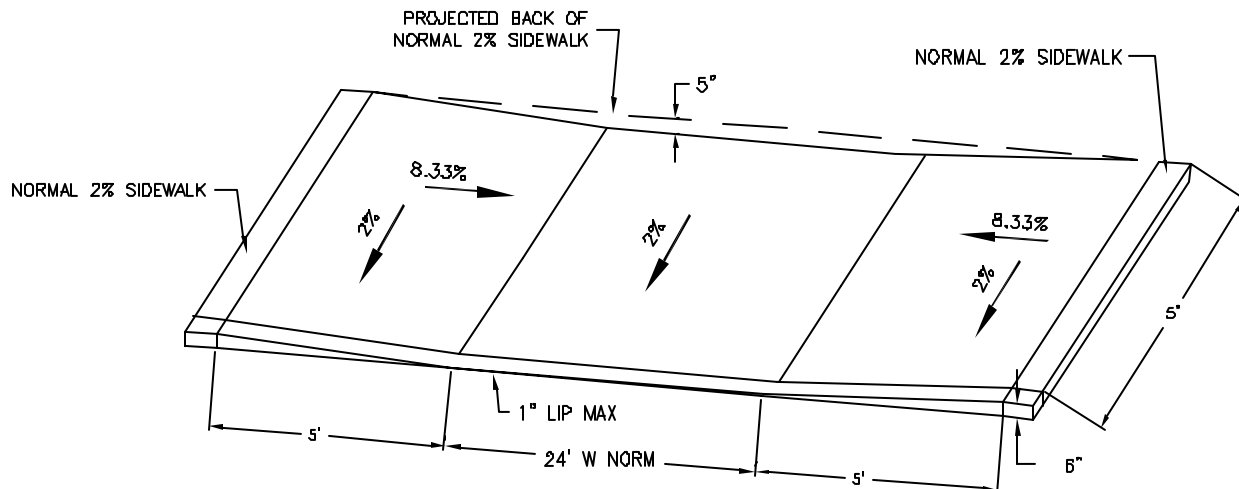 PROJECTED BACK OF
NORMAL 2% SIDEWALK
NORMAL 2% SIDEWALK
5"
NORMAL 2% SIDEWALK
8.33%
2%
2%
8.33%
2%
5"
1" LIP MAX
5'
24' W NORM
5'
6"